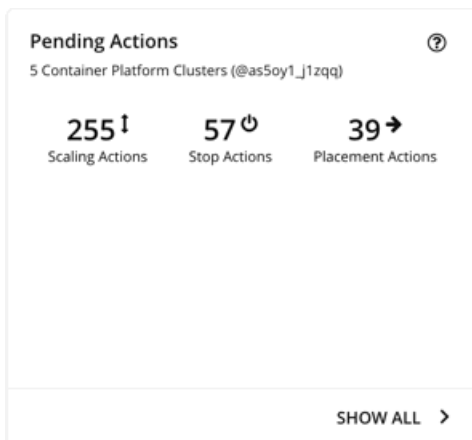 Pending Actions
5 Container Platform Clusters (@as5oy1_j1zqq)
255 57 39
Scaling Actions Stop Actions Placement Actions
SHOW ALL